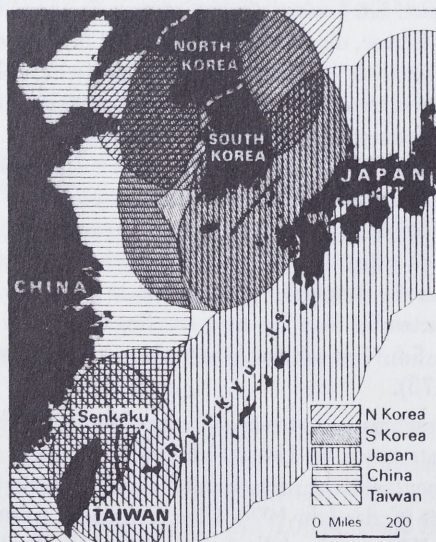 NORTH
KOREA
SOUTH
KOREA
JAPAN
CHINA
Ryukyu Is
Senkaku
TAIWAN
N Korea
S Korea
Japan
China
Taiwan
0 Miles 200